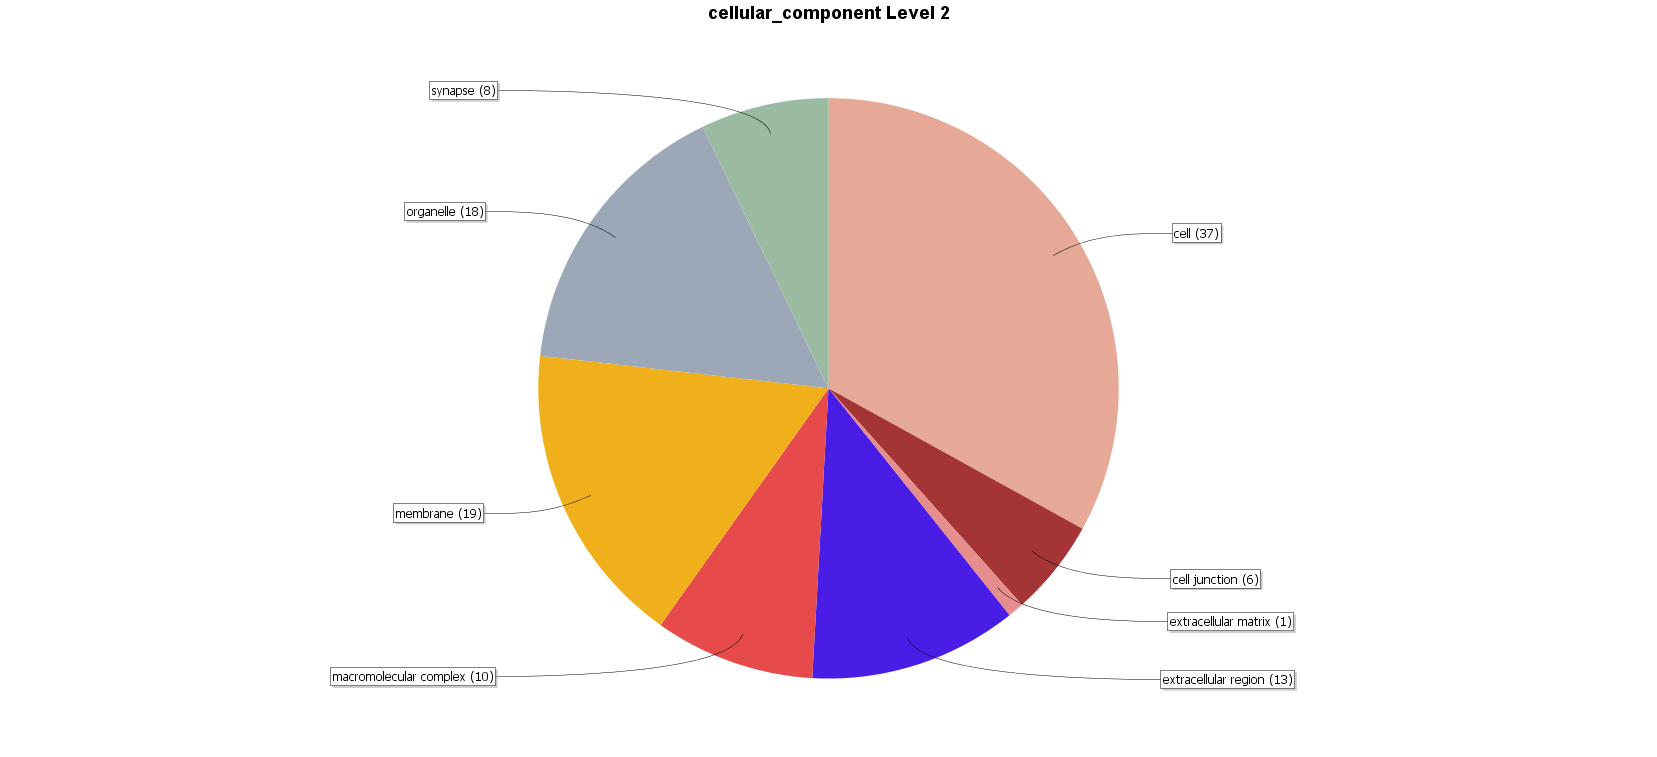 cellular_component Level 2
synapse (8)
organelle (18)
cell (37)
membrane (19)
cell junction (6)
extracellular matrix (1)
macromolecular complex (10)
extracellular region (13)